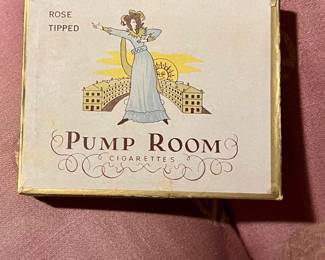 ROSE
TIPPED
PUMP ROOM
CIGARETTES